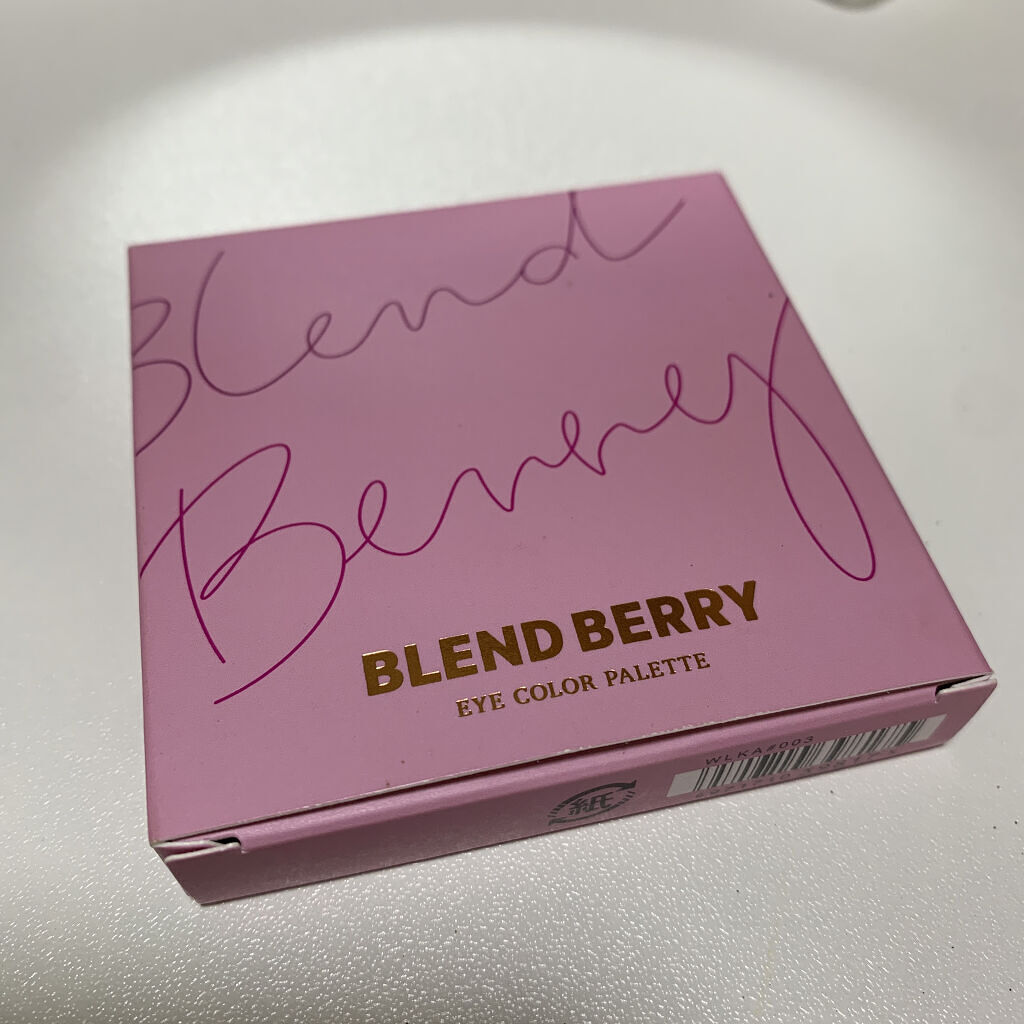 Blend
Berry
BLEND BERRY
EYE COLOR PALETTE
WLKA#003
紙